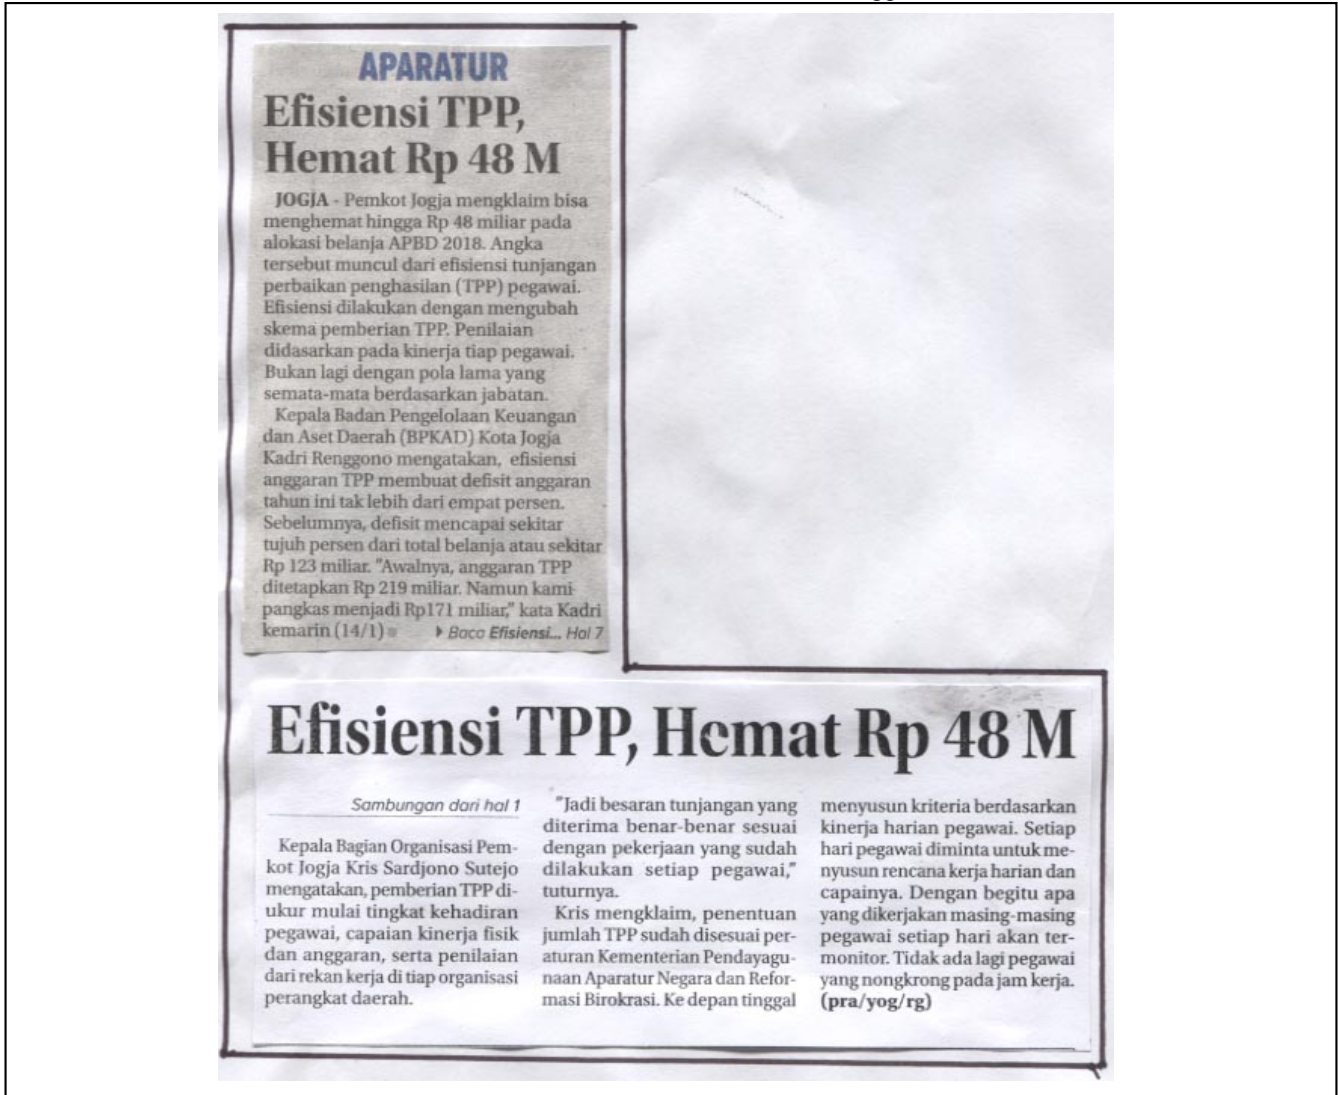 APARATUR
Efisiensi TPP,
Hemat Rp 48 M
JOGJA - Pemkot Jogja mengklaim bisa
menghemat hingga Rp 48 miliar pada
alokasi belanja APBD 2018. Angka
tersebut muncul dari efisiensi tunjangan
perbaikan penghasilan (TPP) pegawai.
Efisiensi dilakukan dengan mengubah
skema pemberian TPP. Penilaian
didasarkan pada kinerja tiap pegawai.
Bukan lagi dengan pola lama yang
semata-mata berdasarkan jabatan.
Kepala Badan Pengelolaan Keuangan
dan Aset Daerah (BPKAD) Kota Jogja
Kadri Renggono mengatakan, efisiensi
anggaran TPP membuat defisit anggaran
tahun ini tak lebih dari empat persen.
Sebelumnya, defisit mencapai sekitar
tujuh persen dari total belanja atau sekitar
Rp 123 miliar. "Awalnya, anggaran TPP
ditetapkan Rp 219 miliar. Namun kami
pangkas menjadi Rp171 miliar," kata Kadri
kemarin (14/1) ▪ Baca Efisiensi... Hal 7
Efisiensi TPP, Hemat Rp 48 M
Sambungan dari hal 1
Kepala Bagian Organisasi Pem-
kot Jogja Kris Sardjono Sutejo
mengatakan, pemberian TPP di-
ukur mulai tingkat kehadiran
pegawai, capaian kinerja fisik
dan anggaran, serta penilaian
dari rekan kerja di tiap organisasi
perangkat daerah.
"Jadi besaran tunjangan yang
diterima benar-benar sesuai
dengan pekerjaan yang sudah
dilakukan setiap pegawai,"
tuturnya.
Kris mengklaim, penentuan
jumlah TPP sudah disesuai per-
aturan Kementerian Pendayagu-
naan Aparatur Negara dan Refor-
masi Birokrasi. Ke depan tinggal
menyusun kriteria berdasarkan
kinerja harian pegawai. Setiap
hari pegawai diminta untuk me-
nyusun rencana kerja harian dan
capainya. Dengan begitu apa
yang dikerjakan masing-masing
pegawai setiap hari akan ter-
monitor. Tidak ada lagi pegawai
yang nongkrong pada jam kerja.
(pra/yog/rg)